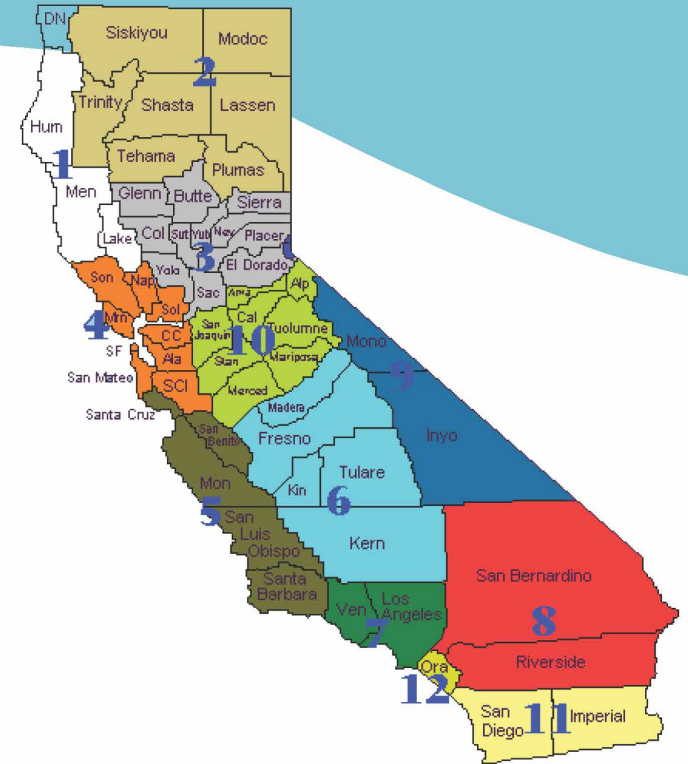 DN
Siskiyou
Modoc
2
Trinity
Shasta
Lassen
Hum
1
Tehama
Plumas
Men
Glenn
Butte
Sierra
Lake
Col
Sut
Yub
Nev
Placer
3
Yolo
El Dorado
Son
Nap
Sac
Alp
Sol
Ama
Mrn
4
San
Joaquin
Cal
Tuolumne
10
CC
SF
Ala
Stan
Mariposa
Mono
9
San Mateo
SCl
Merced
Santa Cruz
Madera
San
Benito
Fresno
Inyo
Mon
5
Kin
Tulare
6
San
Luis
Obispo
Kern
Santa
Barbara
San Bernardino
Ven
Los
Angeles
7
8
Ora
12
Riverside
San
Diego
11
Imperial